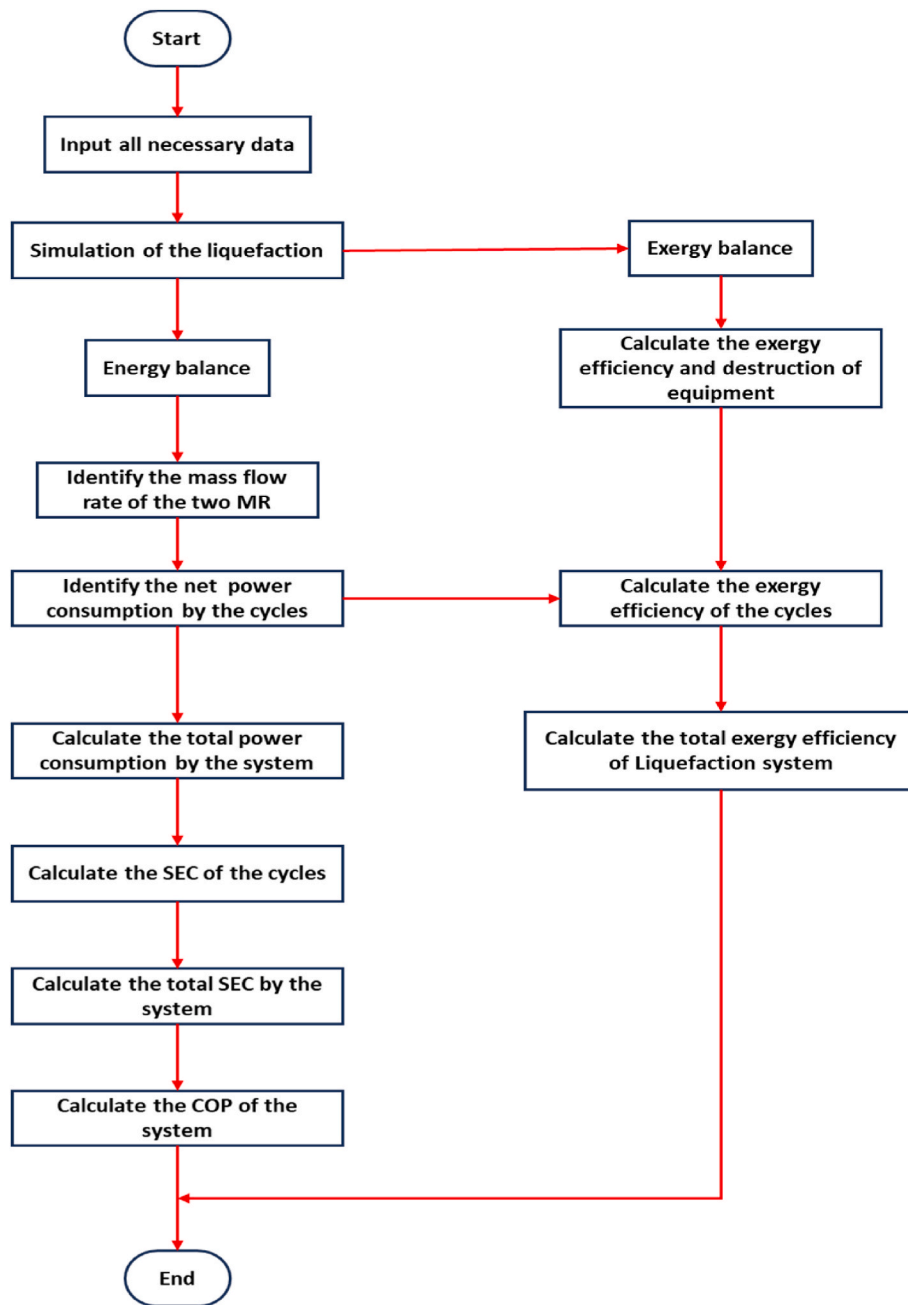 Start
Input all necessary data
Simulation of the liquefaction
Exergy balance
Energy balance
Calculate the exergy
efficiency and destruction of
equipment
Identify the mass flow
rate of the two MR
Identify the net power
consumption by the cycles
Calculate the exergy
efficiency of the cycles
Calculate the total power
consumption by the system
Calculate the total exergy efficiency
of Liquefaction system
Calculate the SEC of the cycles
Calculate the total SEC by the
system
Calculate the COP of the
system
End